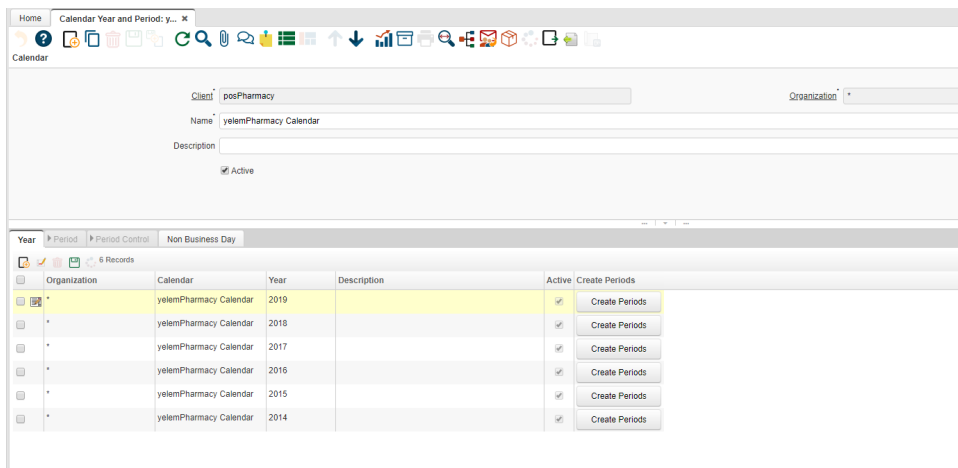 Home Calendar Year and Period: y... ×
Calendar
Client posPharmacy Organization *
Name yelemPharmacy Calendar
Description
Active
Year Period Period Control Non Business Day
6 Records
Organization Calendar Year Description Active Create Periods
* yelemPharmacy Calendar 2019 Create Periods
* yelemPharmacy Calendar 2018 Create Periods
* yelemPharmacy Calendar 2017 Create Periods
* yelemPharmacy Calendar 2016 Create Periods
* yelemPharmacy Calendar 2015 Create Periods
* yelemPharmacy Calendar 2014 Create Periods